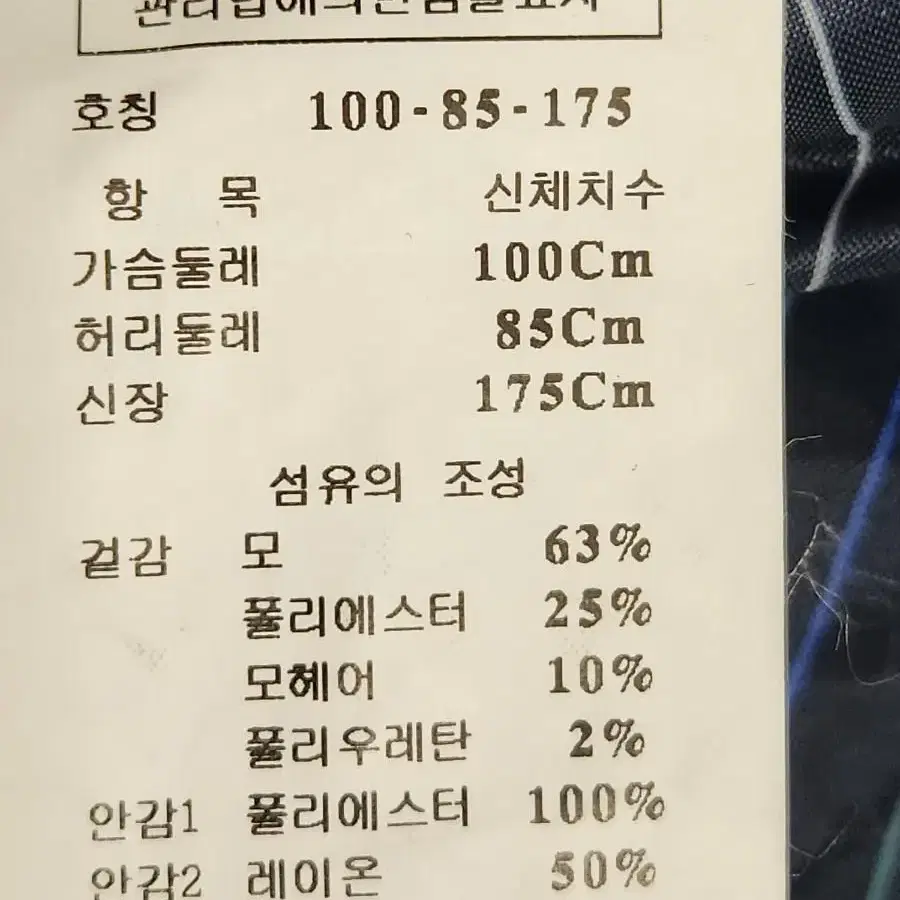 호칭 100-85-175
항 목 신체치수
가슴둘레 100Cm
허리둘레 85Cm
신장 175Cm
섬유의 조성
겉감 모 63%
폴리에스터 25%
모헤어 10%
폴리우레탄 2%
안감1 폴리에스터 100%
안감2 레이온 50%